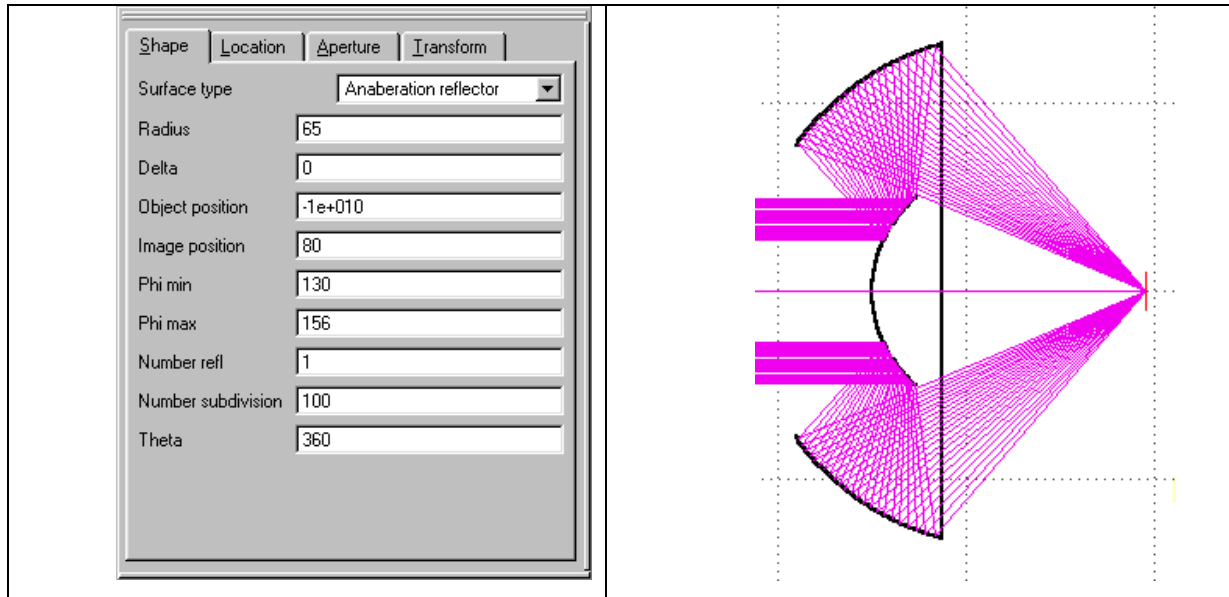 Shape Location Aperture Transform
Surface type Anaberation reflector
Radius 65
Delta 0
Object position -1e+010
Image position 80
Phi min 130
Phi max 156
Number refl 1
Number subdivision 100
Theta 360